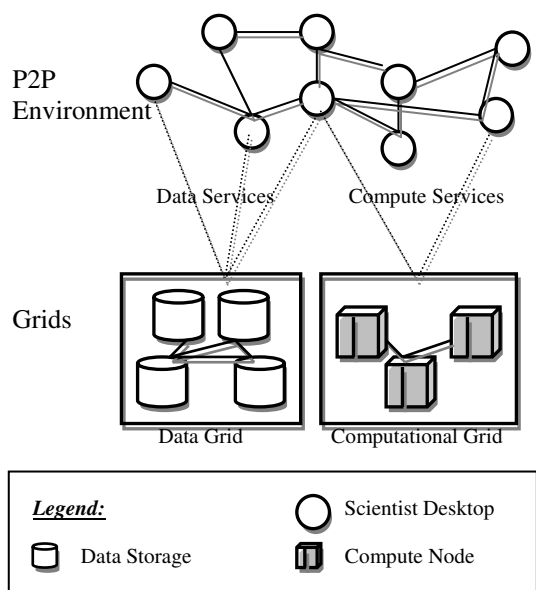 P2P
Environment
Data Services
Compute Services
Grids
Data Grid
Computational Grid
Legend:
Scientist Desktop
Data Storage
Compute Node